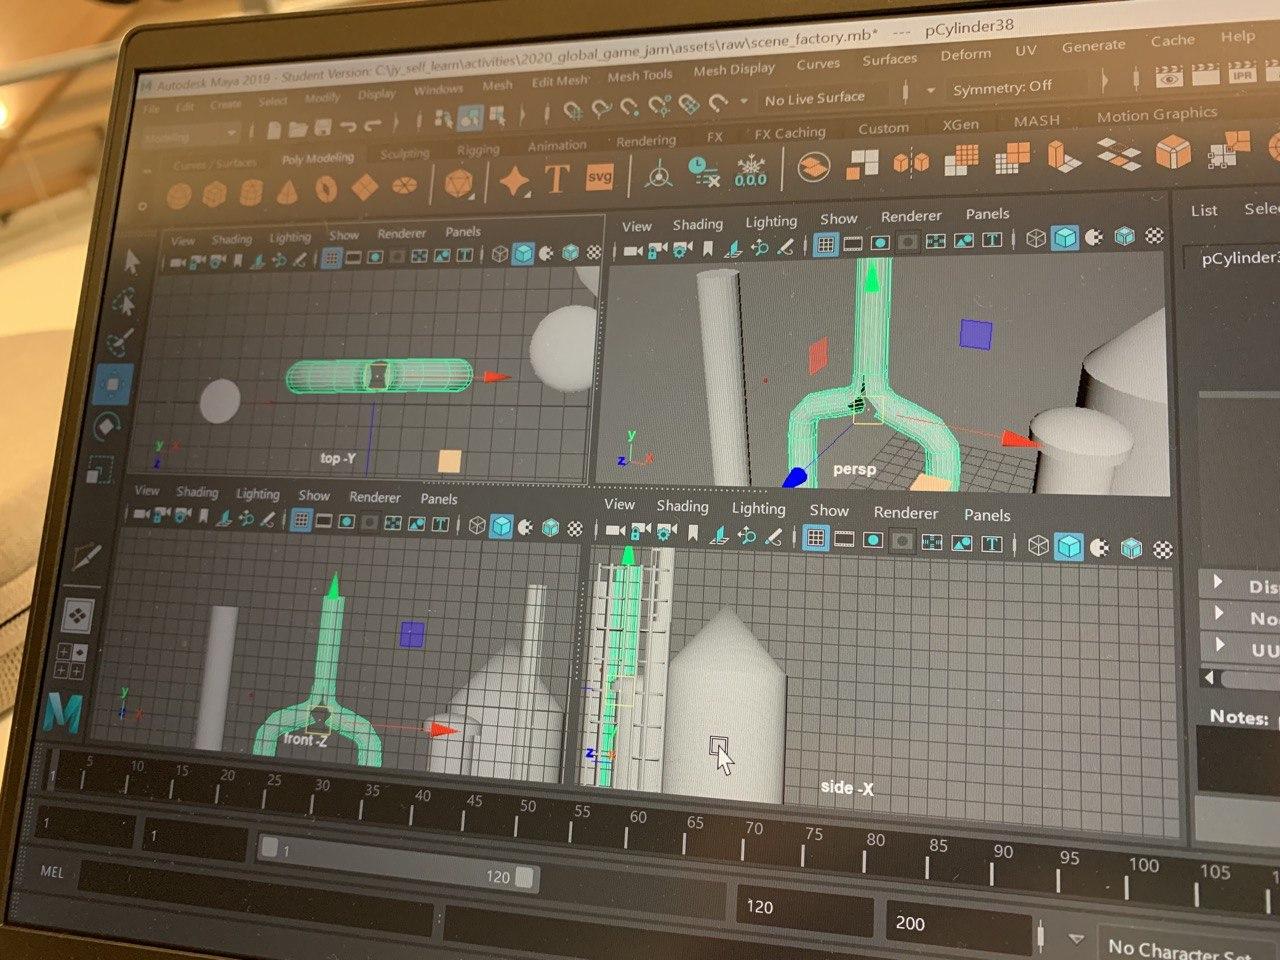 Autodesk Maya 2019 - Student Version: C:\jy_self_learn\activities\2020_global_game_jam\assets\raw\scene_factory.mb* --- pCylinder38
File Edit Create Select Modify Display Windows Mesh Edit Mesh Mesh Tools Mesh Display Curves Surfaces Deform UV Generate Cache Help
Modeling No Live Surface Symmetry: Off IPR
Curves / Surfaces Poly Modeling Sculpting Rigging Animation Rendering FX FX Caching Custom XGen MASH Motion Graphics
T svg 0,0,0
View Shading Lighting Show Renderer Panels
top -Y
y x
z
View Shading Lighting Show Renderer Panels
persp
y
z x
List
pCylinder3
View Shading Lighting Show Renderer Panels
front -Z
y
z x
View Shading Lighting Show Renderer Panels
side -X
z
Notes:
M
1 5 10 15 20 25 30 35 40 45 50 55 60 65 70 75 80 85 90 95 100 105
1 1 1 120 120 200
No Character Set
MEL